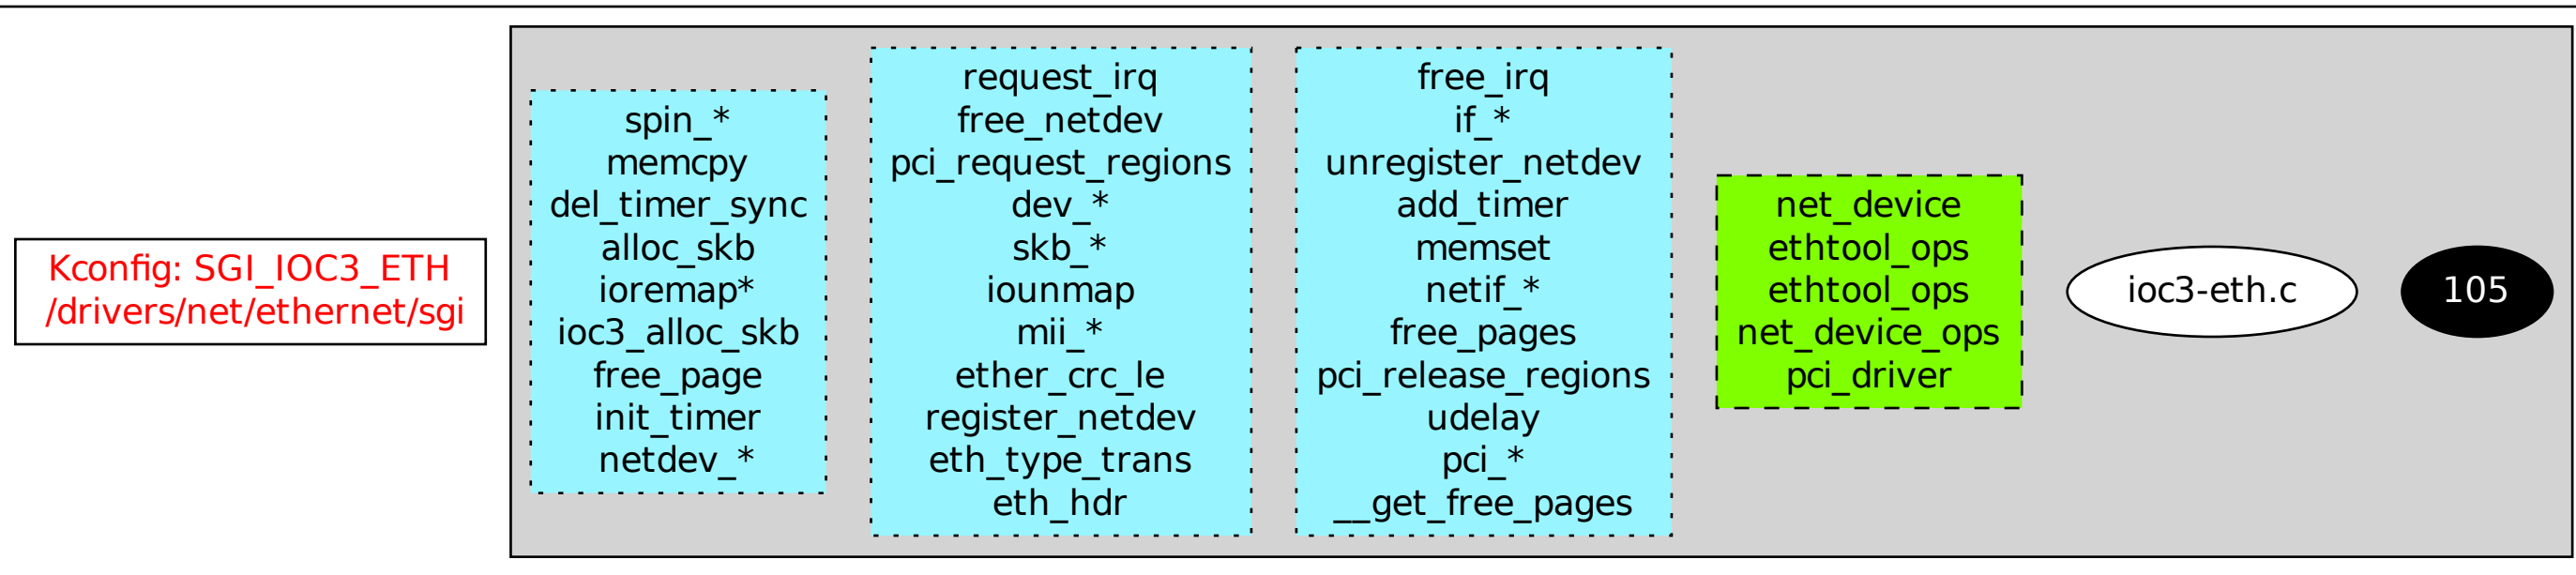 Kconfig: SGI_IOC3_ETH
/drivers/net/ethernet/sgi
spin_*
memcpy
del_timer_sync
alloc_skb
ioremap*
ioc3_alloc_skb
free_page
init_timer
netdev_*
request_irq
free_netdev
pci_request_regions
dev_*
skb_*
iounmap
mii_*
ether_crc_le
register_netdev
eth_type_trans
eth_hdr
free_irq
if_*
unregister_netdev
add_timer
memset
netif_*
free_pages
pci_release_regions
udelay
pci_*
__get_free_pages
net_device
ethtool_ops
ethtool_ops
net_device_ops
pci_driver
ioc3-eth.c
105